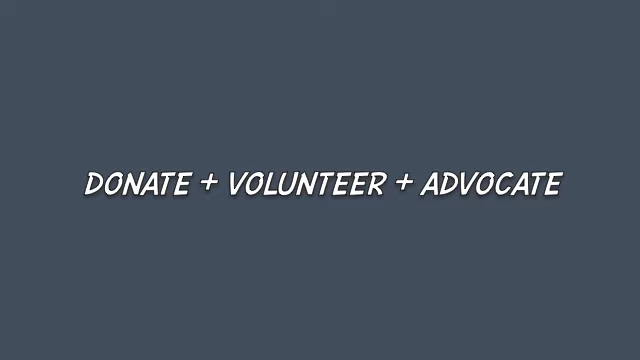 DONATE + VOLUNTEER + ADVOCATE